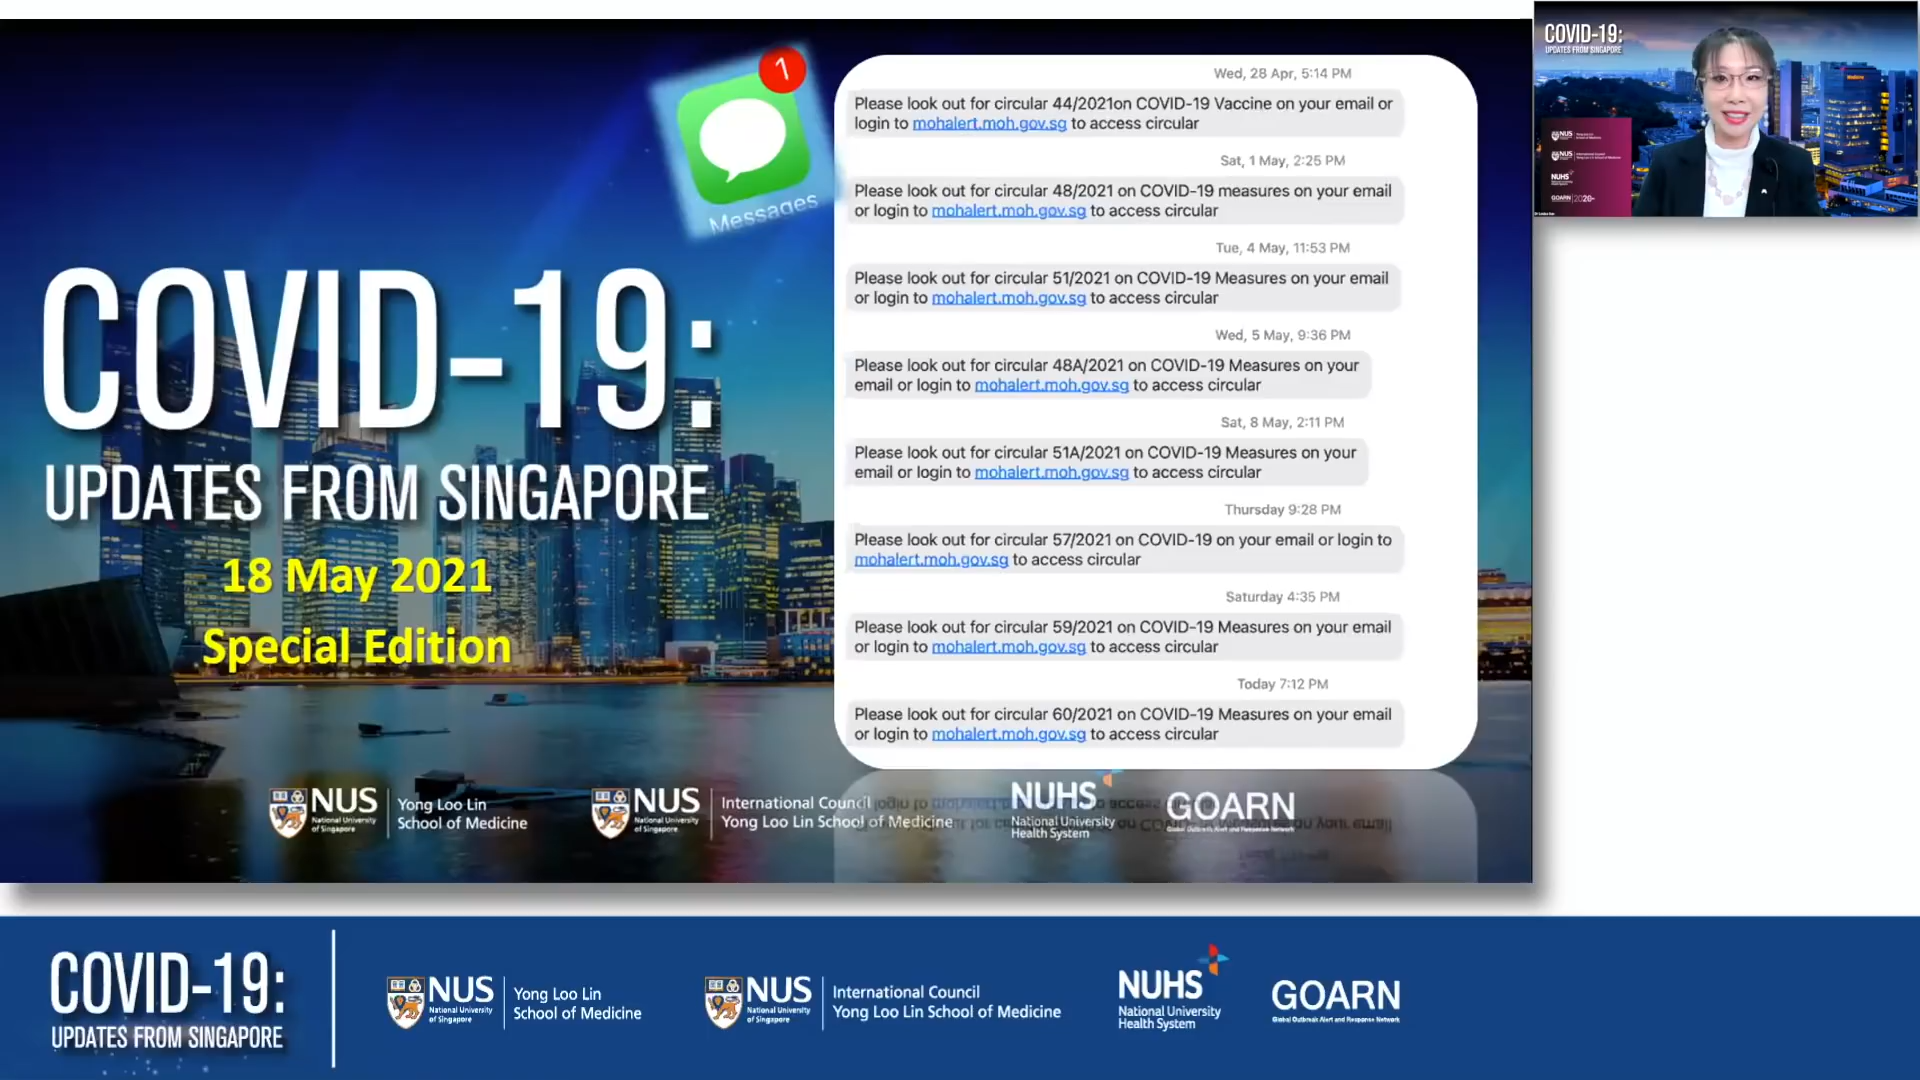 1
Messages
COVID-19:
UPDATES FROM SINGAPORE
18 May 2021
Special Edition
Wed, 28 Apr, 5:14 PM
Please look out for circular 44/2021on COVID-19 Vaccine on your email or
login to mohalert.moh.gov.sg to access circular
Sat, 1 May, 2:25 PM
Please look out for circular 48/2021 on COVID-19 measures on your email
or login to mohalert.moh.gov.sg to access circular
Tue, 4 May, 11:53 PM
Please look out for circular 51/2021 on COVID-19 Measures on your email
or login to mohalert.moh.gov.sg to access circular
Wed, 5 May, 9:36 PM
Please look out for circular 48A/2021 on COVID-19 Measures on your
email or login to mohalert.moh.gov.sg to access circular
Sat, 8 May, 2:11 PM
Please look out for circular 51A/2021 on COVID-19 Measures on your
email or login to mohalert.moh.gov.sg to access circular
Thursday 9:28 PM
Please look out for circular 57/2021 on COVID-19 on your email or login to
mohalert.moh.gov.sg to access circular
Saturday 4:35 PM
Please look out for circular 59/2021 on COVID-19 Measures on your email
or login to mohalert.moh.gov.sg to access circular
Today 7:12 PM
Please look out for circular 60/2021 on COVID-19 Measures on your email
or login to mohalert.moh.gov.sg to access circular
NUS
National University
of Singapore
Yong Loo Lin
School of Medicine
NUS
National University
of Singapore
International Council
Yong Loo Lin School of Medicine
NUHS
National University
Health System
GOARN
Global Outbreak Alert and Response Network
COVID-19:
UPDATES FROM SINGAPORE
NUS
NUS
NUHS
GOARN 2020+
COVID-19:
UPDATES FROM SINGAPORE
NUS
National University
of Singapore
Yong Loo Lin
School of Medicine
NUS
National University
of Singapore
International Council
Yong Loo Lin School of Medicine
NUHS
National University
Health System
GOARN
Global Outbreak Alert and Response Network